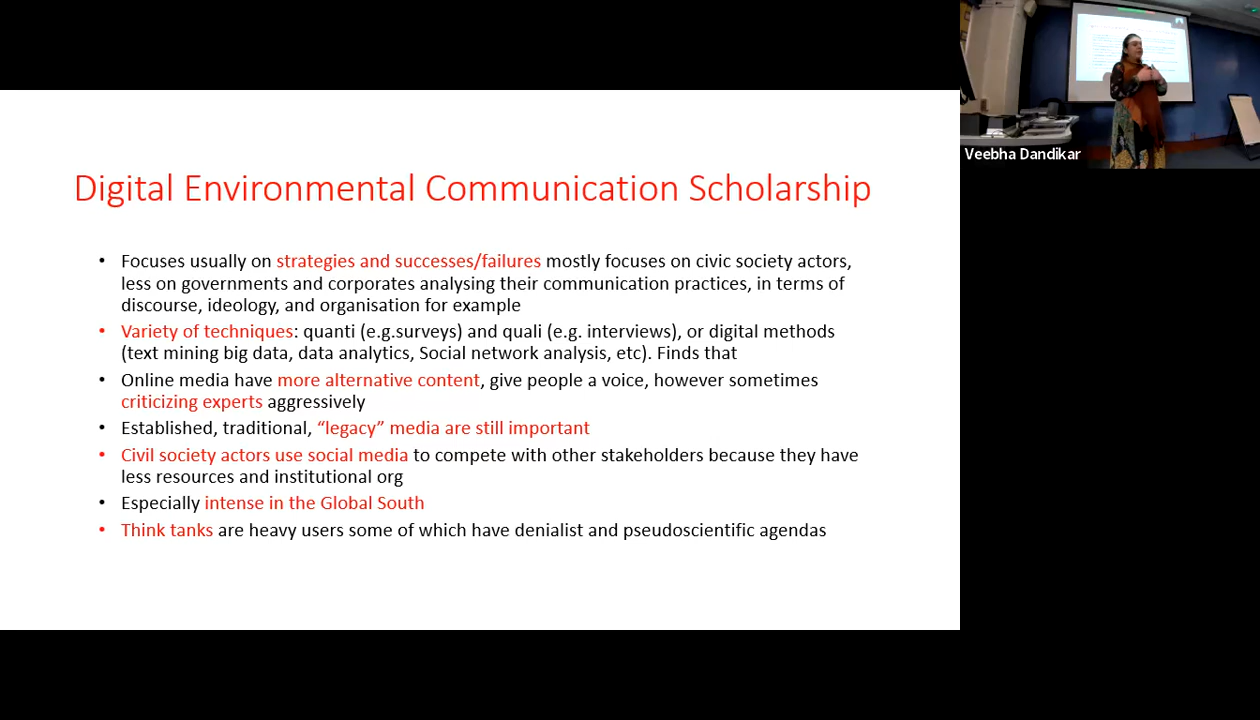 Digital Environmental Communication Scholarship
• Focuses usually on strategies and successes/failures mostly focuses on civic society actors,
less on governments and corporates analysing their communication practices, in terms of
discourse, ideology, and organisation for example
• Variety of techniques: quanti (e.g.surveys) and quali (e.g. interviews), or digital methods
(text mining big data, data analytics, Social network analysis, etc). Finds that
• Online media have more alternative content, give people a voice, however sometimes
criticizing experts aggressively
• Established, traditional, “legacy” media are still important
• Civil society actors use social media to compete with other stakeholders because they have
less resources and institutional org
• Especially intense in the Global South
• Think tanks are heavy users some of which have denialist and pseudoscientific agendas
Veebha Dandikar